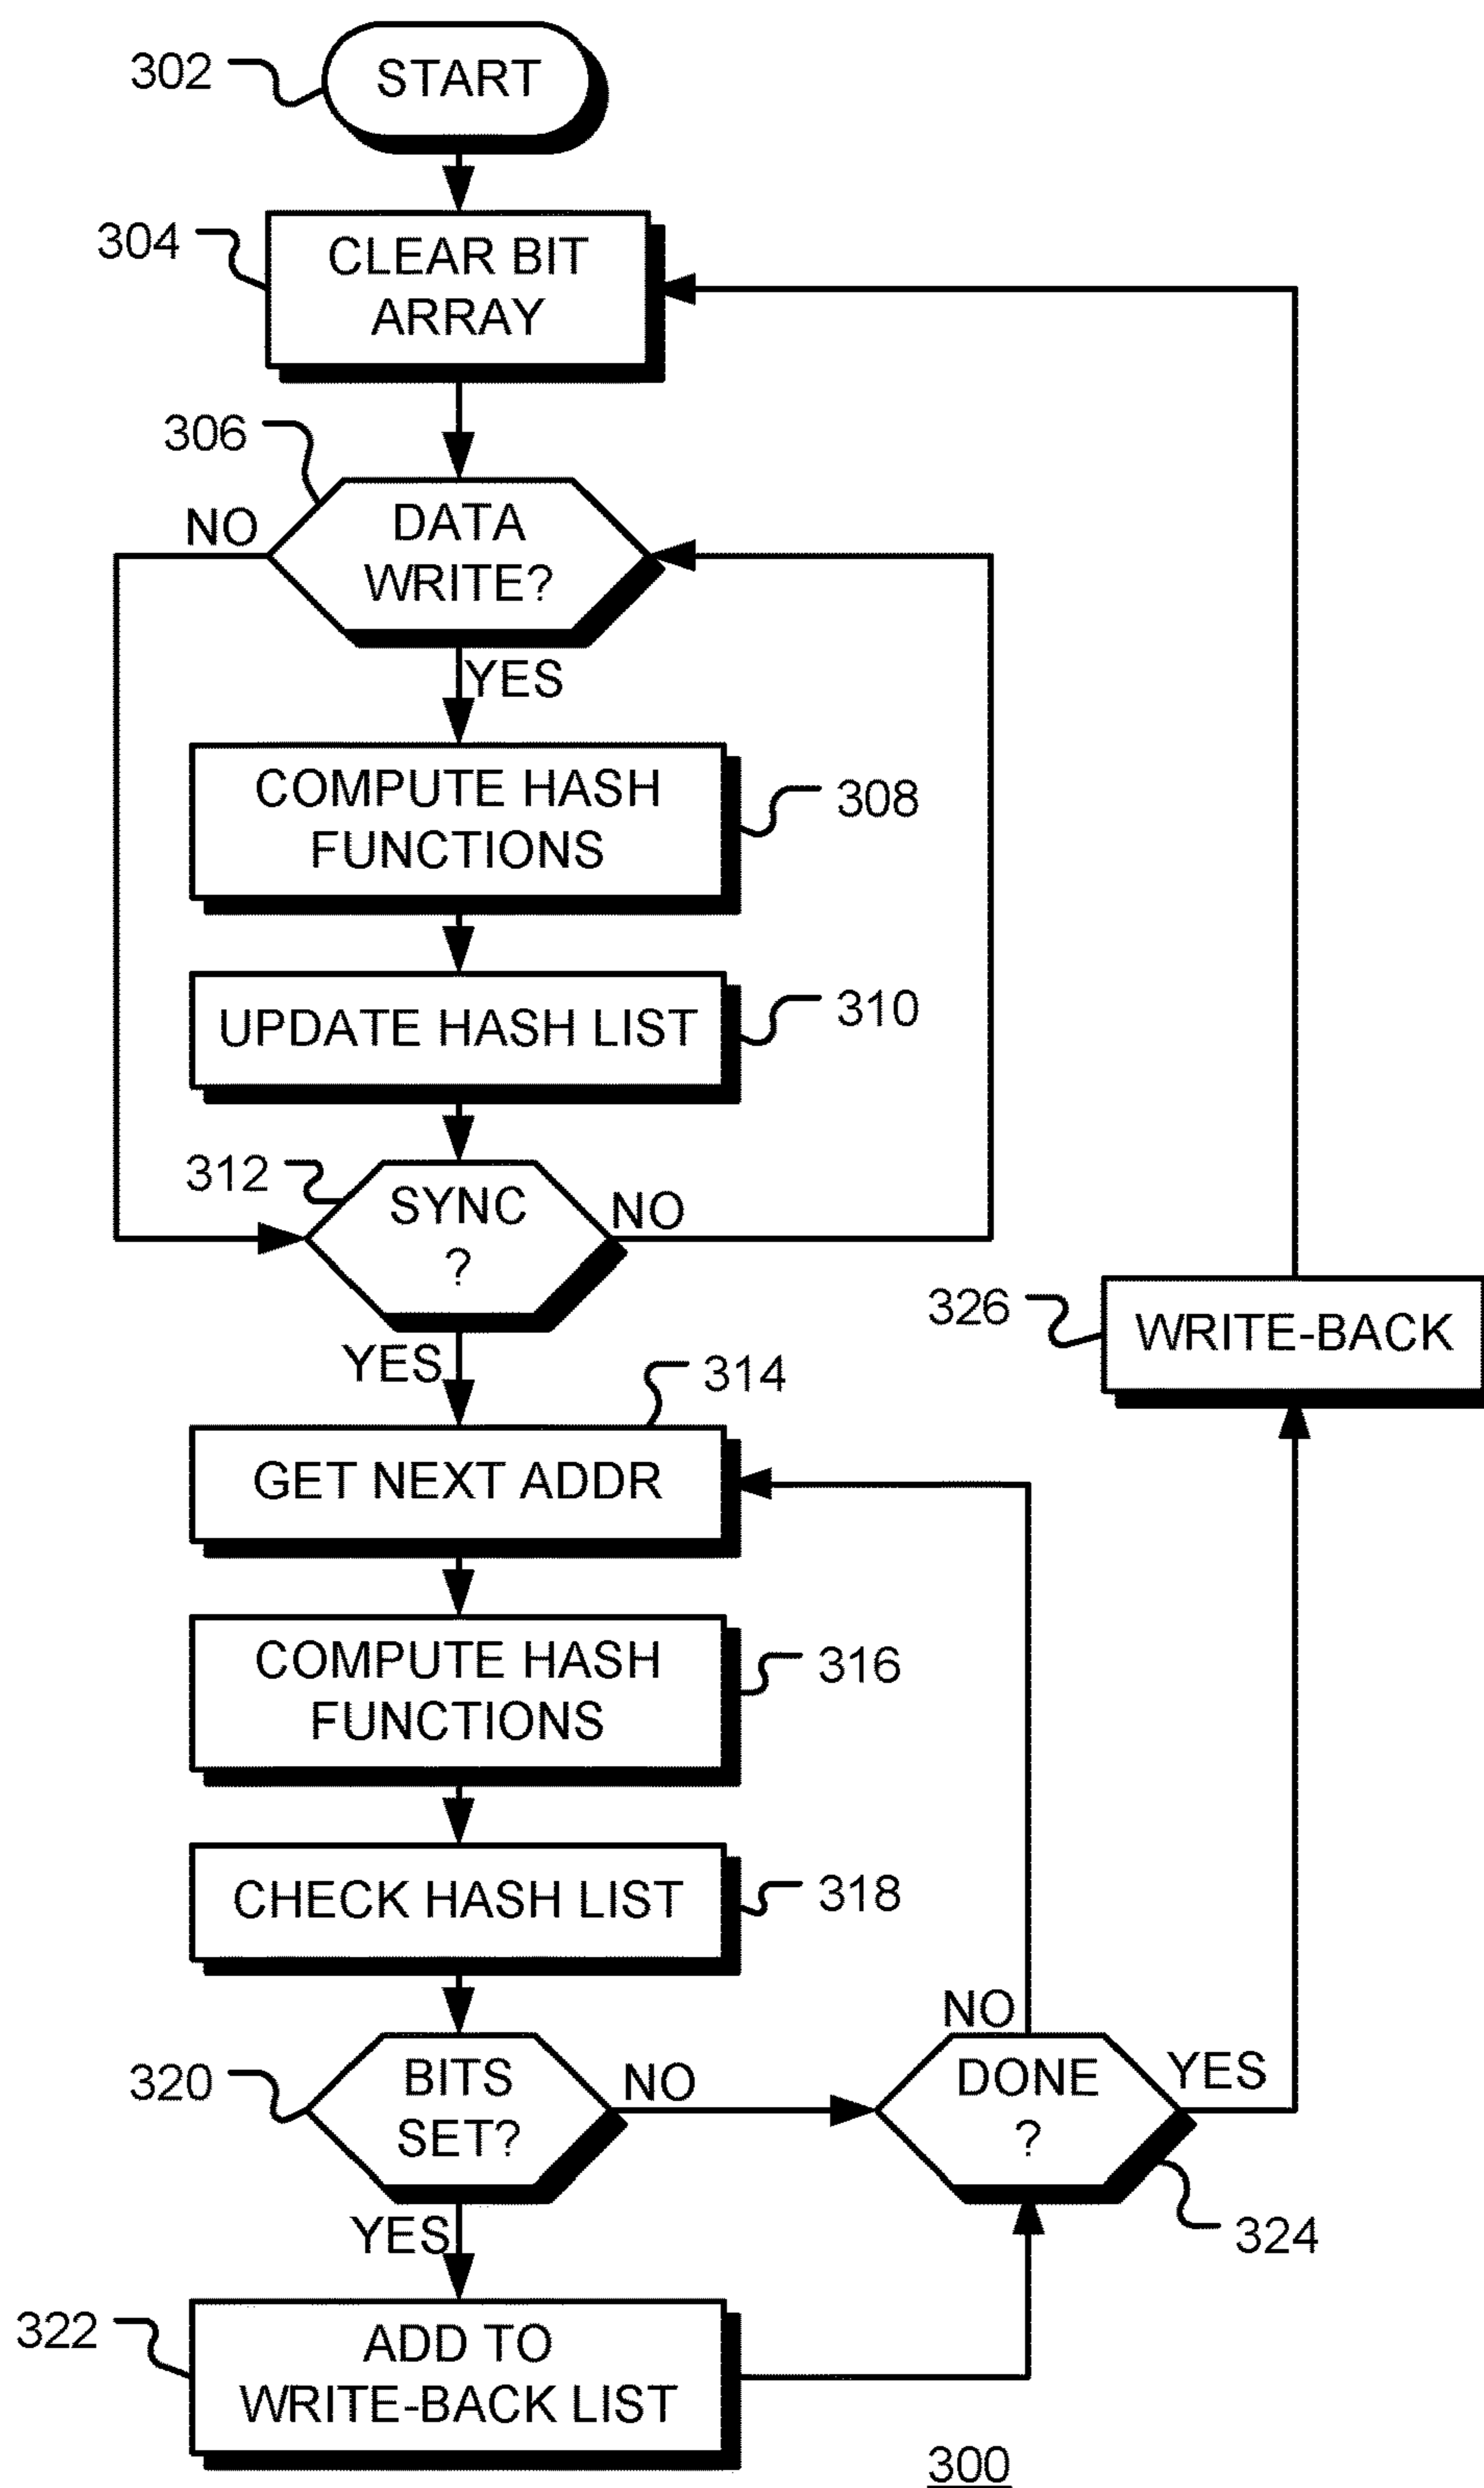 302
START
304
CLEAR BIT
ARRAY
306
NO
DATA
WRITE?
YES
COMPUTE HASH
FUNCTIONS
308
UPDATE HASH LIST
310
312
SYNC
?
NO
YES
326
WRITE-BACK
314
GET NEXT ADDR
COMPUTE HASH
FUNCTIONS
316
CHECK HASH LIST
318
320
BITS
SET?
NO
NO
DONE
?
YES
324
YES
322
ADD TO
WRITE-BACK LIST
300